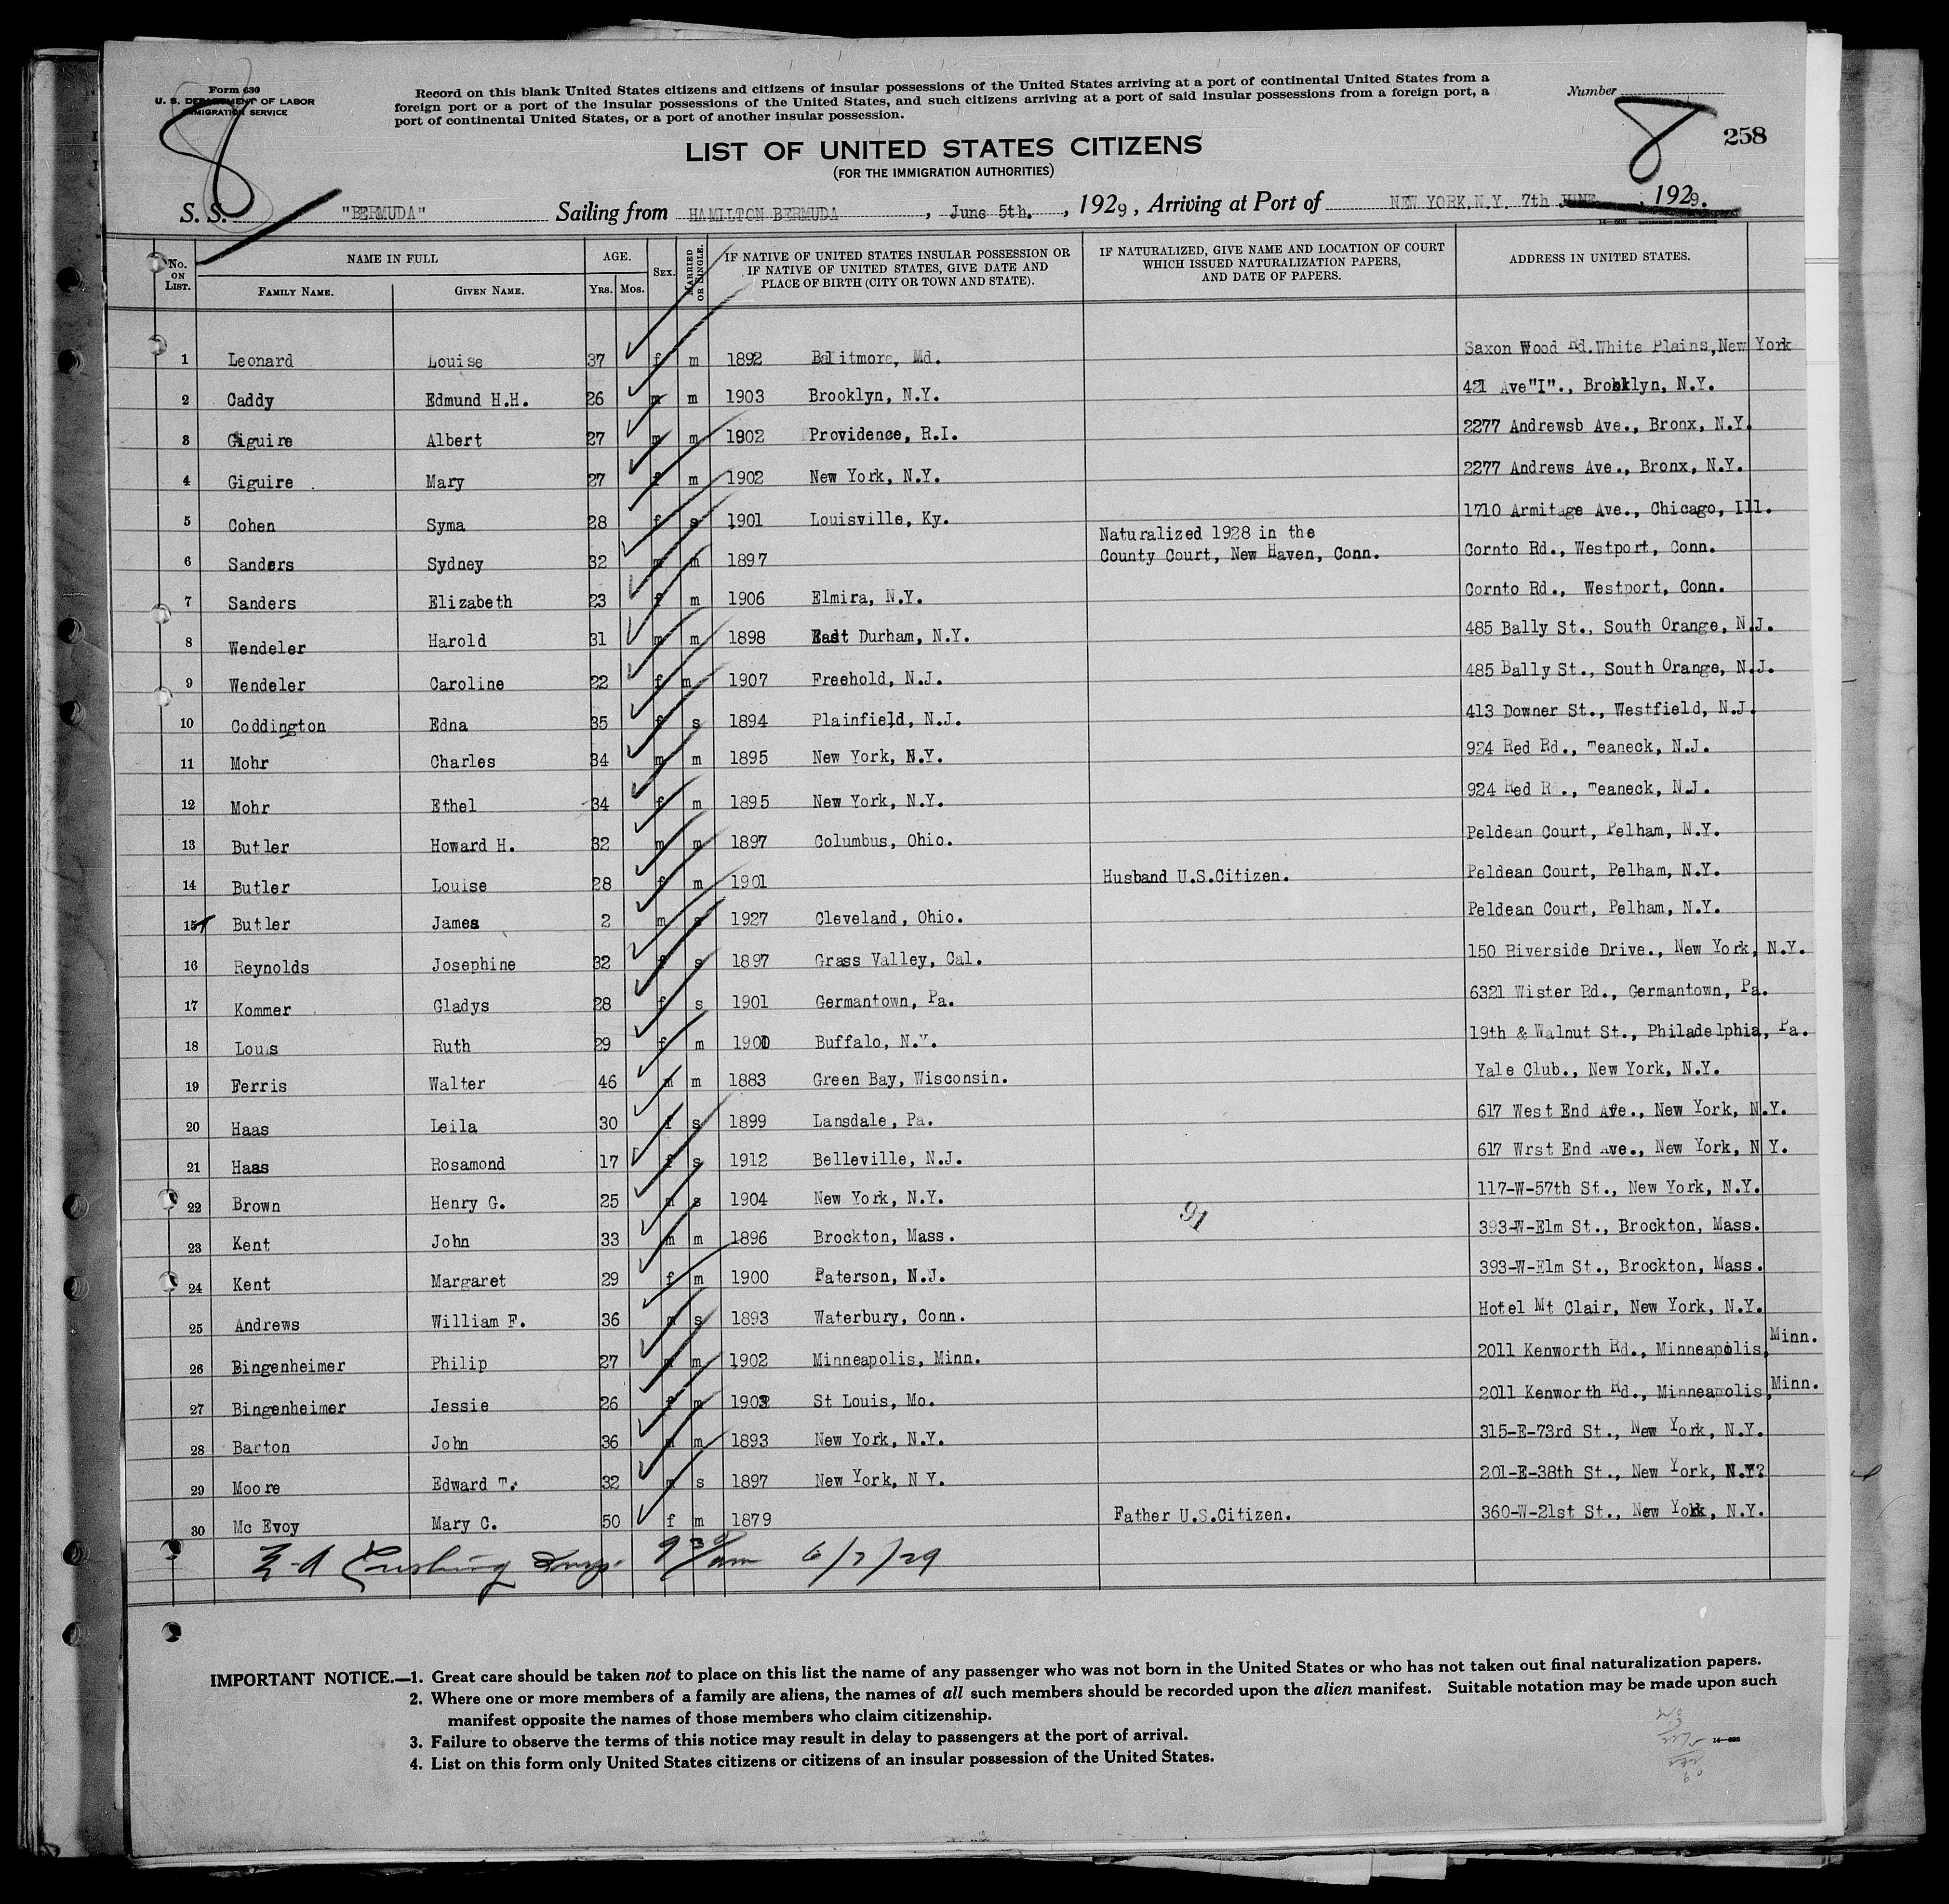 Form 630
U. S. DEPARTMENT OF LABOR
IMMIGRATION SERVICE
Record on this blank United States citizens and citizens of insular possessions of the United States arriving at a port of continental United States from a
foreign port or a port of the insular possessions of the United States, and such citizens arriving at a port of said insular possessions from a foreign port, a
port of continental United States, or a port of another insular possession.
Number
8
8
258
LIST OF UNITED STATES CITIZENS
(FOR THE IMMIGRATION AUTHORITIES)
S. S. "BERMUDA" Sailing from HAMILTON BERMUDA, June 5th., 1929, Arriving at Port of NEW YORK.N.Y. 7th JUNE, 1929.
No. ON LIST. NAME IN FULL FAMILY NAME. GIVEN NAME. AGE. YRS. MOS. SEX. MARRIED OR SINGLE. IF NATIVE OF UNITED STATES INSULAR POSSESSION OR IF NATIVE OF UNITED STATES, GIVE DATE AND PLACE OF BIRTH (CITY OR TOWN AND STATE). IF NATURALIZED, GIVE NAME AND LOCATION OF COURT WHICH ISSUED NATURALIZATION PAPERS, AND DATE OF PAPERS. ADDRESS IN UNITED STATES.
1 Leonard Louise 37 f m 1892 Balitmore, Md. Saxon Wood Rd.White Plains,New York
2 Caddy Edmund H.H. 26 m m 1903 Brooklyn, N.Y. 421 Ave"I"., Brooklyn, N.Y.
3 Giguire Albert 27 m m 1902 Providence, R.I. 2277 Andrewsb Ave., Bronx, N.Y.
4 Giguire Mary 27 f m 1902 New York, N.Y. 2277 Andrews Ave., Bronx, N.Y.
5 Cohen Syma 28 f s 1901 Louisville, Ky. 1710 Armitage Ave., Chicago, Ill.
6 Sanders Sydney 32 m m 1897 Naturalized 1928 in the County Court, New Haven, Conn. Cornto Rd., Westport, Conn.
7 Sanders Elizabeth 23 f m 1906 Elmira, N.Y. Cornto Rd., Westport, Conn.
8 Wendeler Harold 31 m m 1898 East Durham, N.Y. 485 Bally St., South Orange, N.J.
9 Wendeler Caroline 22 f m 1907 Freehold, N.J. 485 Bally St., South Orange, N.J.
10 Coddington Edna 35 f s 1894 Plainfield, N.J. 413 Downer St., Westfield, N.J.
11 Mohr Charles 34 m m 1895 New York, N.Y. 924 Red Rd., Teaneck, N.J.
12 Mohr Ethel 34 f m 1895 New York, N.Y. 924 Red Rd., Teaneck, N.J.
13 Butler Howard H. 32 m m 1897 Columbus, Ohio. Peldean Court, Pelham, N.Y.
14 Butler Louise 28 f m 1901 Husband U.S.Citizen. Peldean Court, Pelham, N.Y.
15 Butler James 2 m s 1927 Cleveland, Ohio. Peldean Court, Pelham, N.Y.
16 Reynolds Josephine 32 f s 1897 Grass Valley, Cal. 150 Riverside Drive., New York, N.Y.
17 Kommer Gladys 28 f s 1901 Germantown, Pa. 6321 Wister Rd., Germantown, Pa.
18 Louis Ruth 29 f m 1900 Buffalo, N.Y. 19th & Walnut St., Philadelphia, Pa.
19 Ferris Walter 46 m m 1883 Green Bay, Wisconsin. Yale Club., New York, N.Y.
20 Haas Leila 30 f s 1899 Lansdale, Pa. 617 West End Ave., New York, N.Y.
21 Haas Rosamond 17 f s 1912 Belleville, N.J. 617 Wrst End Ave., New York, N Y.
22 Brown Henry G. 25 m s 1904 New York, N.Y. 117-W-57th St., New York, N.Y.
91
23 Kent John 33 m m 1896 Brockton, Mass. 393-W-Elm St., Brockton, Mass.
24 Kent Margaret 29 f m 1900 Paterson, N.J. 393-W-Elm St., Brockton, Mass.
25 Andrews William F. 36 m s 1893 Waterbury, Conn. Hotel Mt Clair, New York, N.Y.
26 Bingenheimer Philip 27 m m 1902 Minneapolis, Minn. 2011 Kenworth Rd., Minneapolis, Minn.
27 Bingenheimer Jessie 26 f m 1903 St Louis, Mo. 2011 Kenworth Rd., Minneapolis, Minn.
28 Barton John 36 m m 1893 New York, N.Y. 315-E-73rd St., New York, N.Y.
29 Moore Edward T. 32 m s 1897 New York, N Y. 201-E-38th St., New York, N.Y?
30 Mc Evoy Mary C. 50 f m 1879 Father U.S.Citizen. 360-W-21st St., New York, N.Y.
Cushing Insp. 9 30/am 6/7/29
IMPORTANT NOTICE.—1. Great care should be taken not to place on this list the name of any passenger who was not born in the United States or who has not taken out final naturalization papers.
2. Where one or more members of a family are aliens, the names of all such members should be recorded upon the alien manifest. Suitable notation may be made upon such
manifest opposite the names of those members who claim citizenship.
3. Failure to observe the terms of this notice may result in delay to passengers at the port of arrival.
4. List on this form only United States citizens or citizens of an insular possession of the United States.